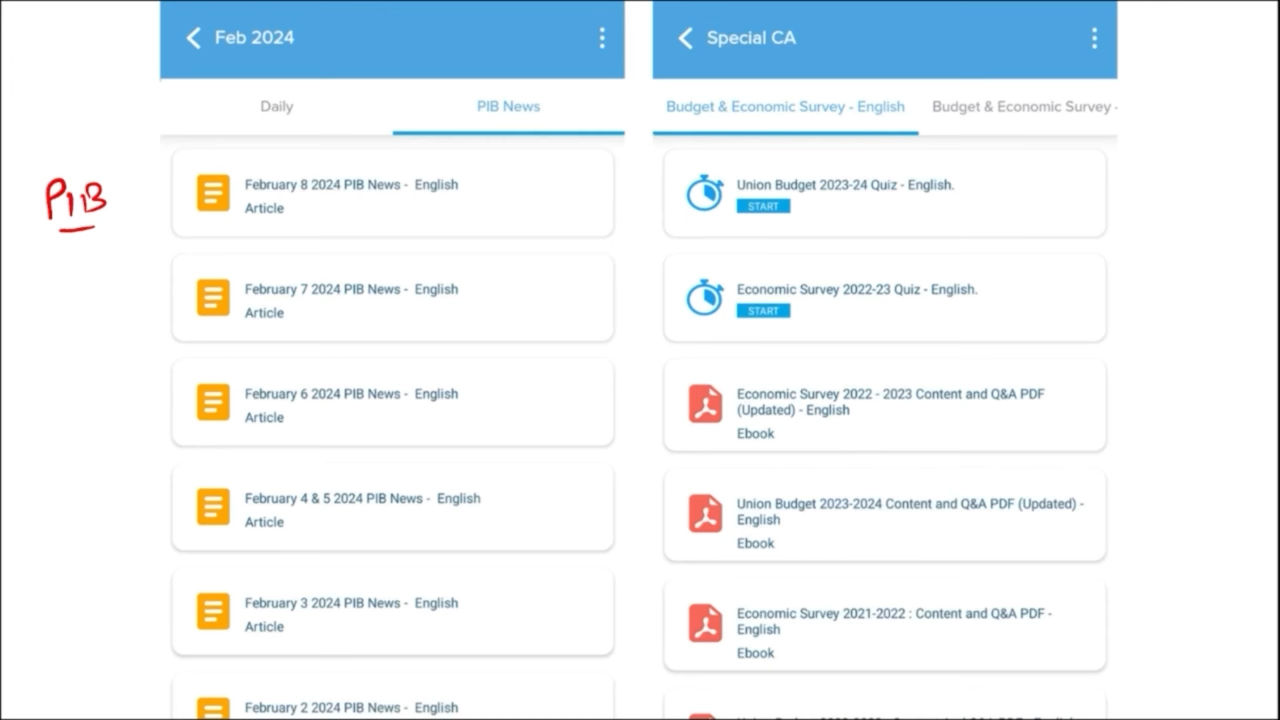 PIB
Feb 2024
Daily
PIB News
February 8 2024 PIB News - English
Article
February 7 2024 PIB News - English
Article
February 6 2024 PIB News - English
Article
February 4 & 5 2024 PIB News - English
Article
February 3 2024 PIB News - English
Article
February 2 2024 PIB News - English
Special CA
Budget & Economic Survey - English
Budget & Economic Survey -
Union Budget 2023-24 Quiz - English.
START
Economic Survey 2022-23 Quiz - English.
START
Economic Survey 2022 - 2023 Content and Q&A PDF
(Updated) - English
Ebook
Union Budget 2023-2024 Content and Q&A PDF (Updated) -
English
Ebook
Economic Survey 2021-2022 : Content and Q&A PDF -
English
Ebook